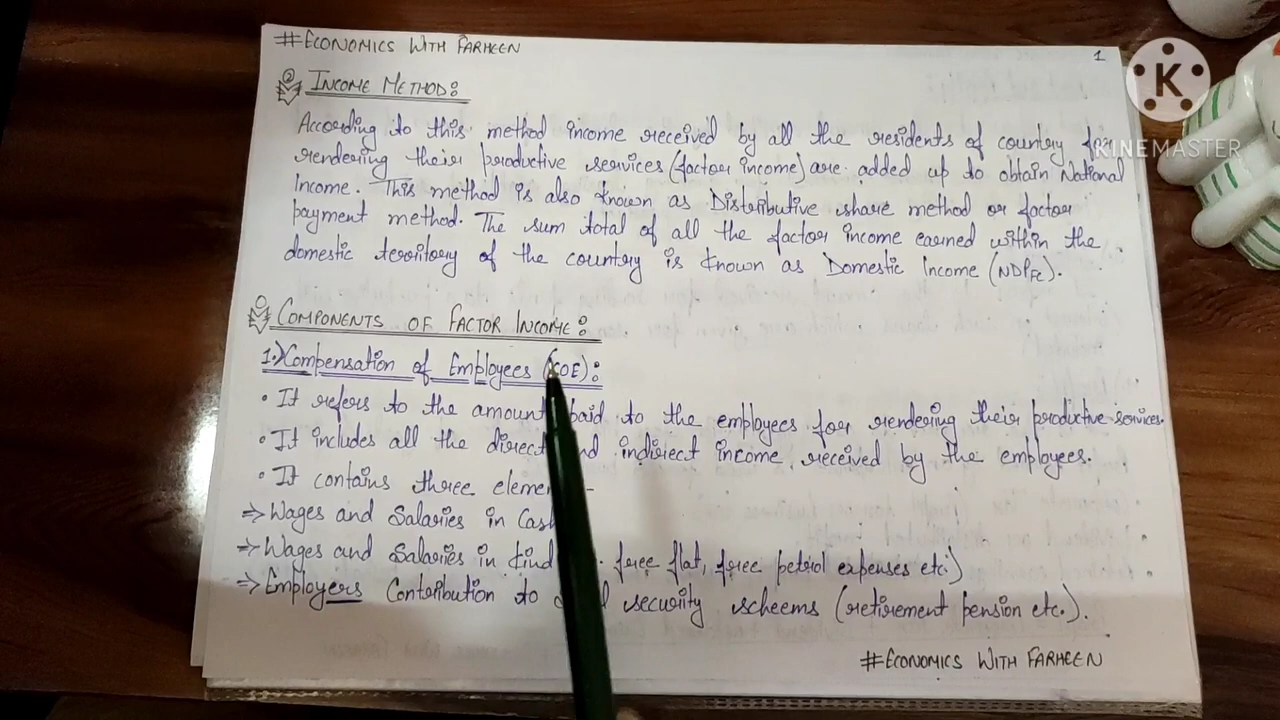 #ECONOMICS WITH FARHEEN
1
K
KINEMASTER
② INCOME METHOD:
According to this method income received by all the residents of country for
rendering their productive services (factor income) are added up to obtain National
Income. This method is also known as Distributive share method or factor
payment method. The sum total of all the factor income earned within the
domestic territory of the country is known as Domestic Income (NDPFC).
COMPONENTS OF FACTOR INCOME:
1.) Compensation of Employees (COE):
• It refers to the amount paid to the employees for rendering their productive services.
• It includes all the direct and indirect income received by the employees.
• It contains three
⇒ Wages and Salaries in Cash
⇒ Wages and Salaries in kind free flat, free petrol expenses etc.)
⇒ Employers Contribution to security scheems (retirement pension etc.).
#ECONOMICS WITH FARHEEN